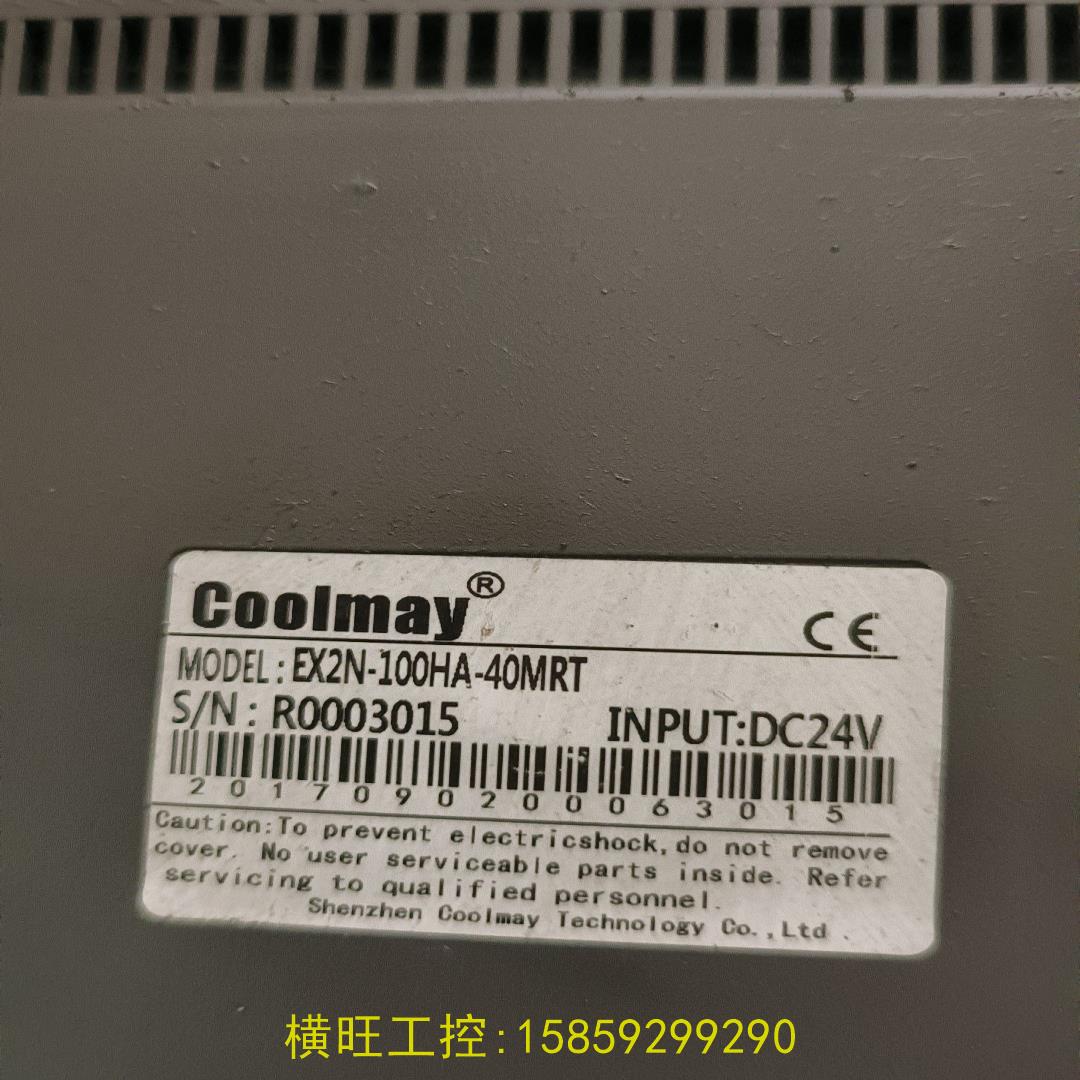 Coolmay®
CE
MODEL:EX2N-100HA-40MRT
S/N: R0003015
INPUT:DC24V
2017090200063015
Caution:To prevent electricshock,do not remove
cover. No user serviceable parts inside. Refer
servicing to qualified personnel.
Shenzhen Coolmay Technology Co.,Ltd.
横旺工控:15859299290